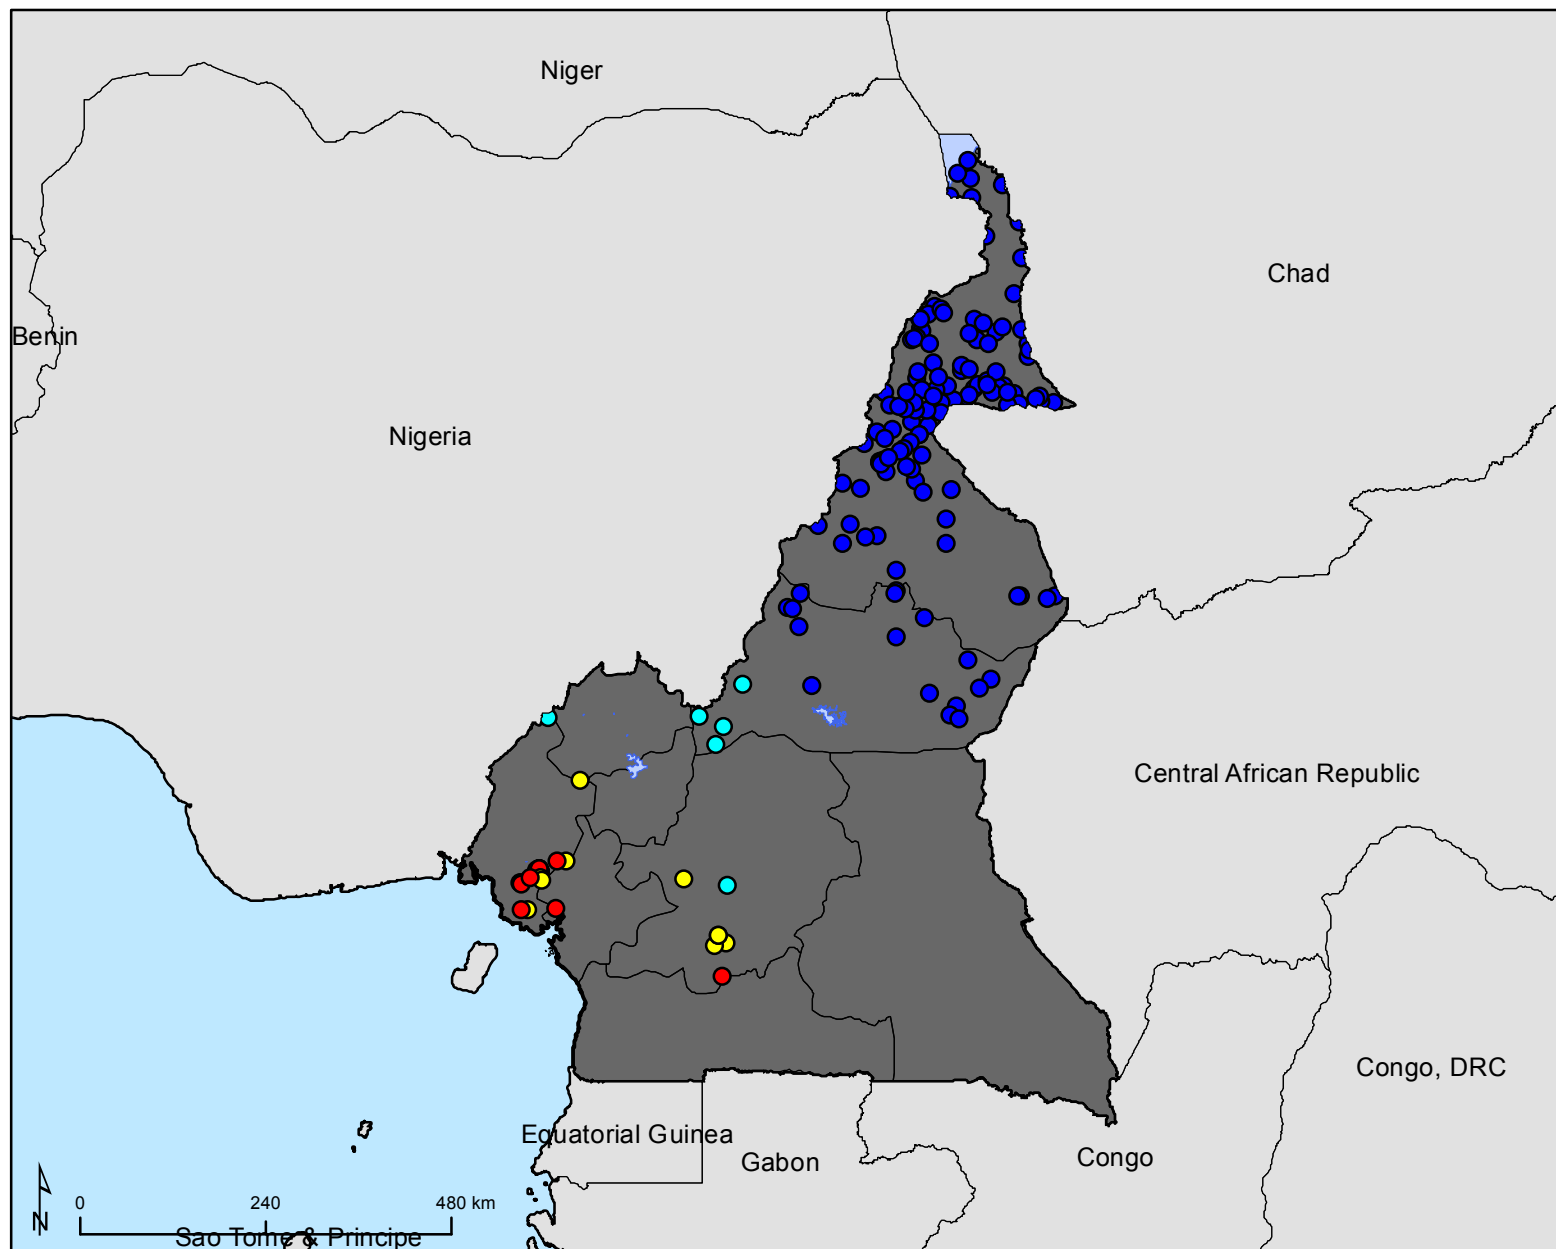 Niger
Chad
Benin
Nigeria
Central African Republic
Congo, DRC
Equatorial Guinea
Gabon
Congo
0 240 480 km
N
Sao Tome & Principe